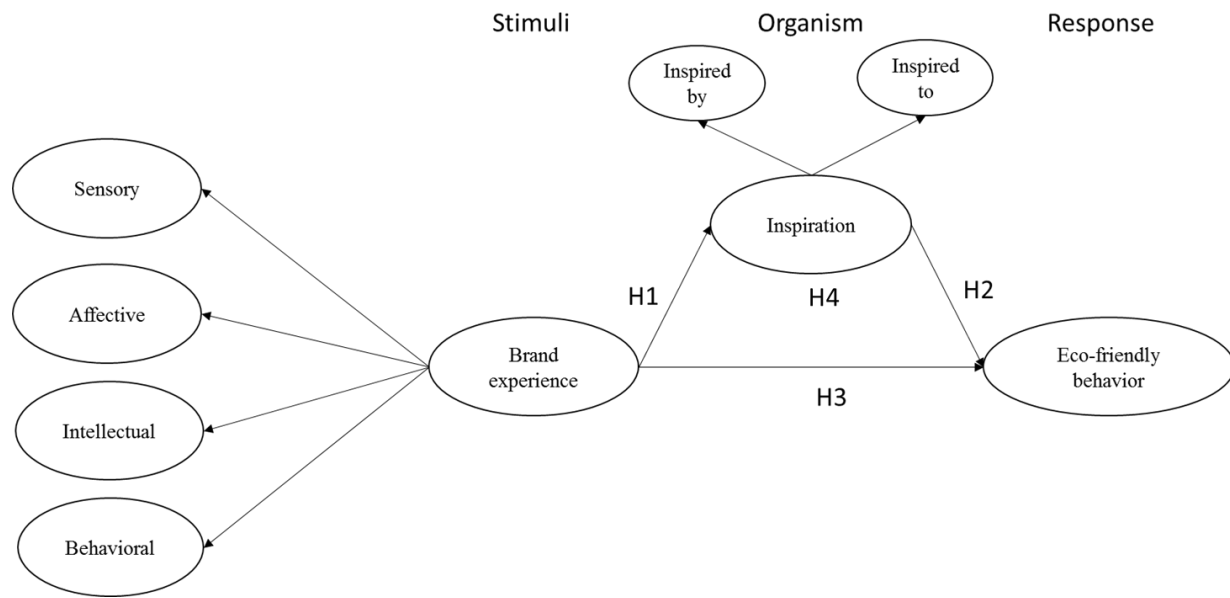 Stimuli
Organism
Response
Inspired
by
Inspired
to
Sensory
Affective
Intellectual
Behavioral
Brand
experience
Inspiration
Eco-friendly
behavior
H1
H4
H2
H3